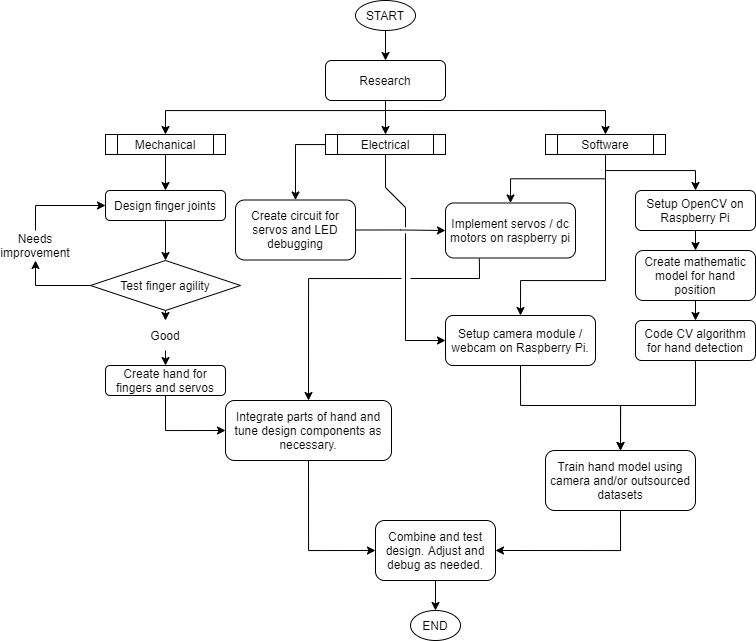 START
Research
Mechanical
Electrical
Software
Design finger joints
Create circuit for
servos and LED
debugging
Implement servos / dc
motors on raspberry pi
Setup OpenCV on
Raspberry Pi
Needs
improvement
Test finger agility
Create mathematic
model for hand
position
Good
Setup camera module /
webcam on Raspberry Pi.
Code CV algorithm
for hand detection
Create hand for
fingers and servos
Integrate parts of hand and
tune design components as
necessary.
Train hand model using
camera and/or outsourced
datasets
Combine and test
design. Adjust and
debug as needed.
END